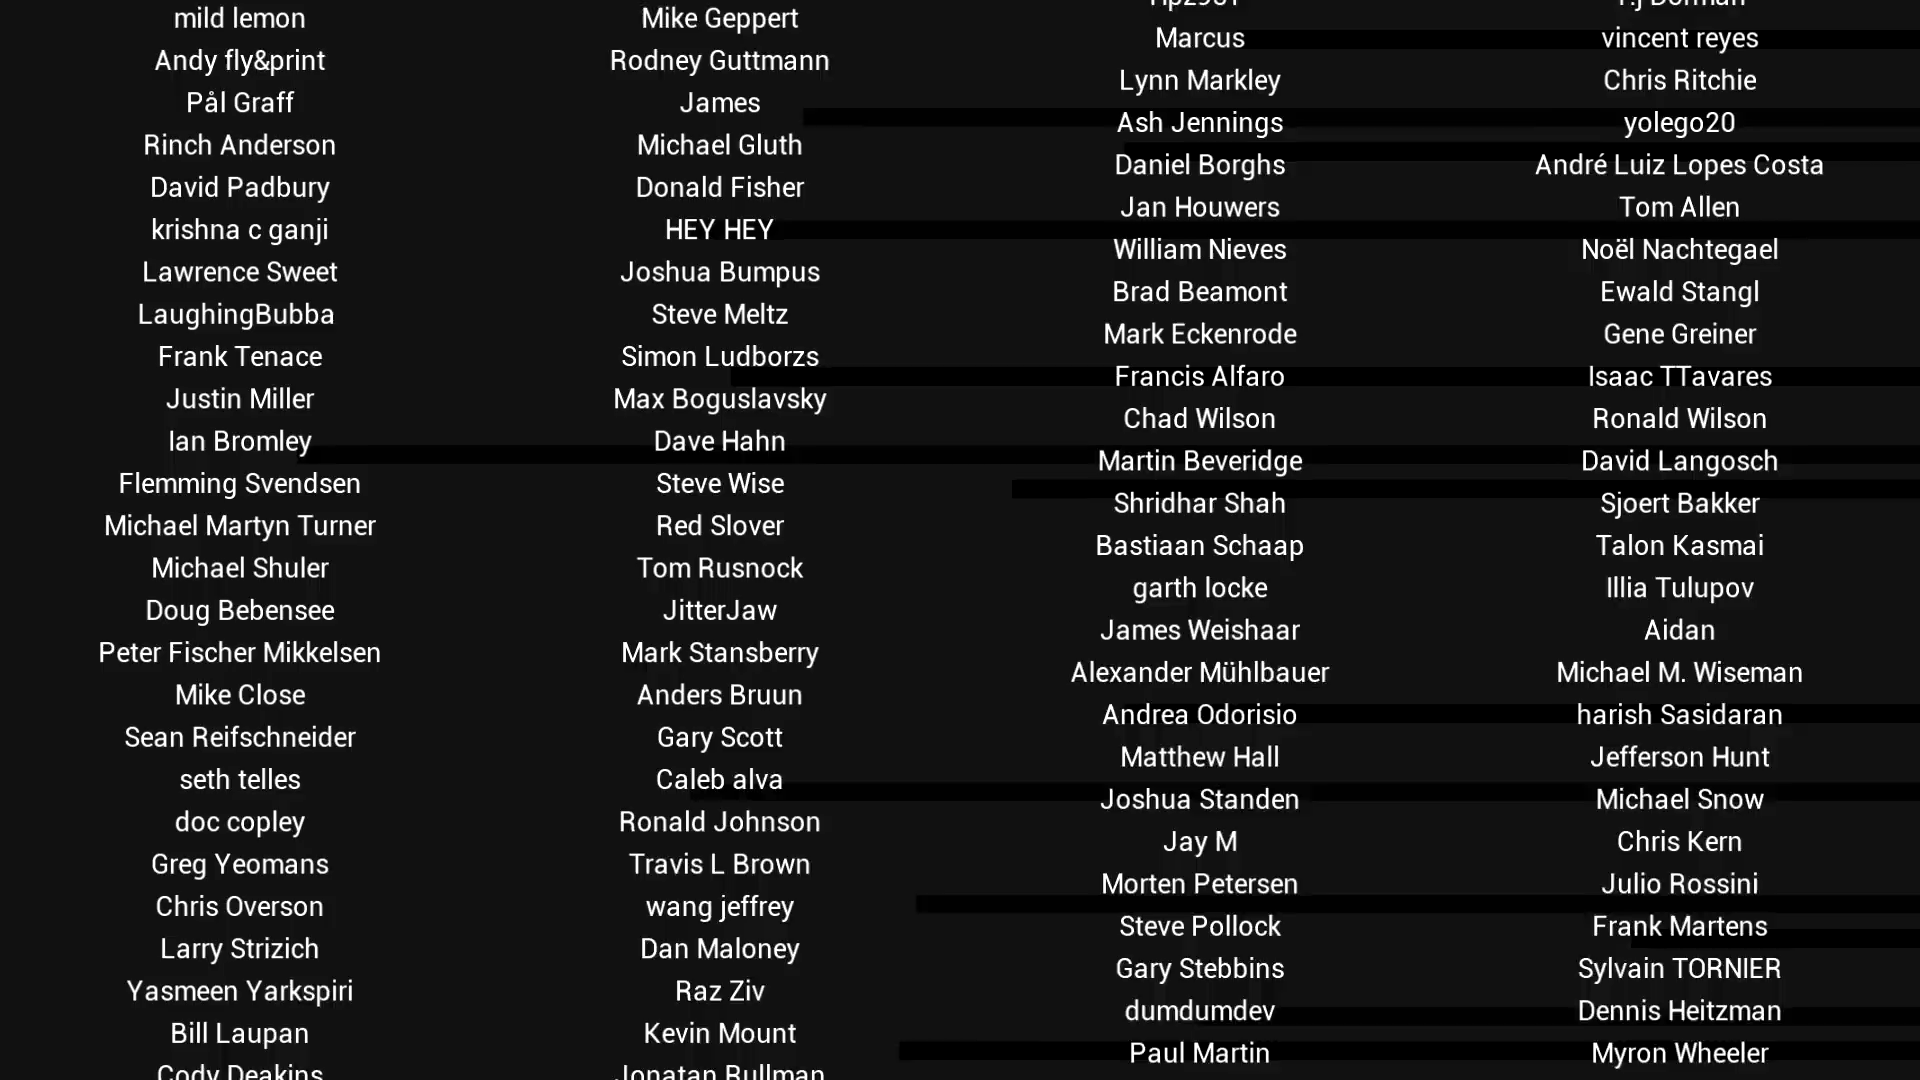 mild lemon
Andy fly&print
Pål Graff
Rinch Anderson
David Padbury
krishna c ganji
Lawrence Sweet
LaughingBubba
Frank Tenace
Justin Miller
Ian Bromley
Flemming Svendsen
Michael Martyn Turner
Michael Shuler
Doug Bebensee
Peter Fischer Mikkelsen
Mike Close
Sean Reifschneider
seth telles
doc copley
Greg Yeomans
Chris Overson
Larry Strizich
Yasmeen Yarkspiri
Bill Laupan
Cody Deakins
Mike Geppert
Rodney Guttmann
James
Michael Gluth
Donald Fisher
HEY HEY
Joshua Bumpus
Steve Meltz
Simon Ludborzs
Max Boguslavsky
Dave Hahn
Steve Wise
Red Slover
Tom Rusnock
JitterJaw
Mark Stansberry
Anders Bruun
Gary Scott
Caleb alva
Ronald Johnson
Travis L Brown
wang jeffrey
Dan Maloney
Raz Ziv
Kevin Mount
Jonatan Rullman
Marcus
Lynn Markley
Ash Jennings
Daniel Borghs
Jan Houwers
William Nieves
Brad Beamont
Mark Eckenrode
Francis Alfaro
Chad Wilson
Martin Beveridge
Shridhar Shah
Bastiaan Schaap
garth locke
James Weishaar
Alexander Mühlbauer
Andrea Odorisio
Matthew Hall
Joshua Standen
Jay M
Morten Petersen
Steve Pollock
Gary Stebbins
dumdumdev
Paul Martin
vincent reyes
Chris Ritchie
yolego20
André Luiz Lopes Costa
Tom Allen
Noël Nachtegael
Ewald Stangl
Gene Greiner
Isaac TTavares
Ronald Wilson
David Langosch
Sjoert Bakker
Talon Kasmai
Illia Tulupov
Aidan
Michael M. Wiseman
harish Sasidaran
Jefferson Hunt
Michael Snow
Chris Kern
Julio Rossini
Frank Martens
Sylvain TORNIER
Dennis Heitzman
Myron Wheeler